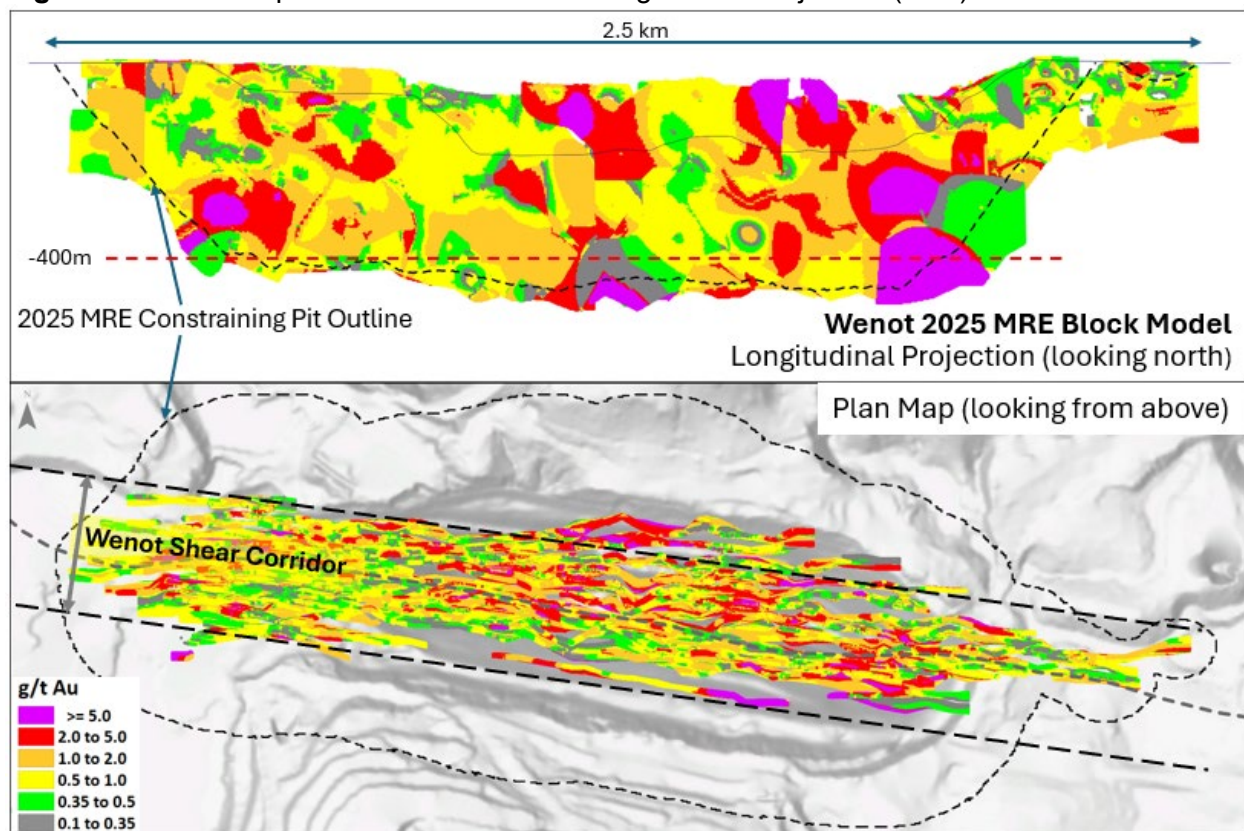 2.5 km
-400m
2025 MRE Constraining Pit Outline
Wenot 2025 MRE Block Model
Longitudinal Projection (looking north)
Plan Map (looking from above)
Wenot Shear Corridor
g/t Au
>= 5.0
2.0 to 5.0
1.0 to 2.0
0.5 to 1.0
0.35 to 0.5
0.1 to 0.35